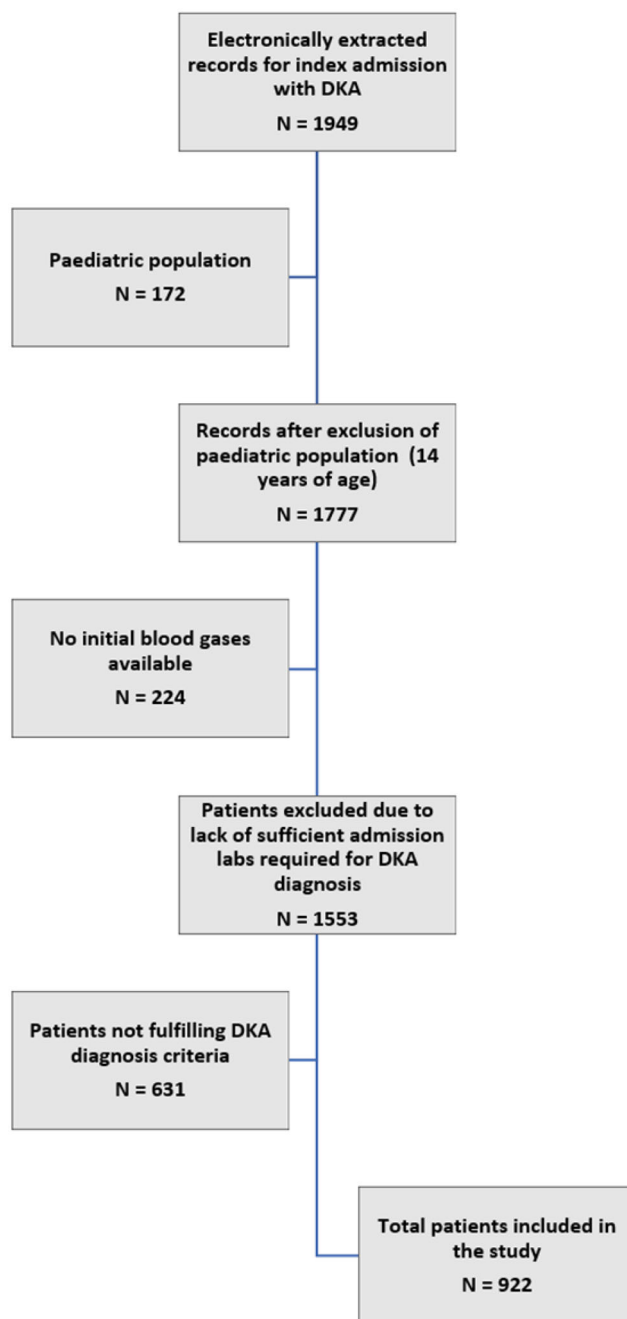 Electronically extracted
records for index admission
with DKA
N = 1949
Paediatric population
N = 172
Records after exclusion of
paediatric population (14
years of age)
N = 1777
No initial blood gases
available
N = 224
Patients excluded due to
lack of sufficient admission
labs required for DKA
diagnosis
N = 1553
Patients not fulfilling DKA
diagnosis criteria
N = 631
Total patients included in
the study
N = 922